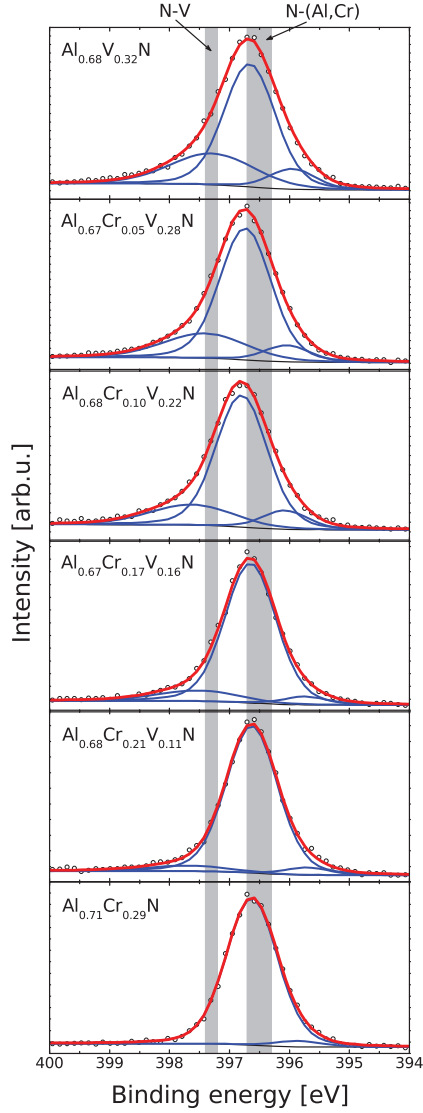 N-V N-(Al,Cr)
Al0.68V0.32N
Al0.67Cr0.05V0.28N
Al0.68Cr0.10V0.22N
Al0.67Cr0.17V0.16N
Al0.68Cr0.21V0.11N
Al0.71Cr0.29N
Intensity [arb.u.]
400 399 398 397 396 395 394
Binding energy [eV]